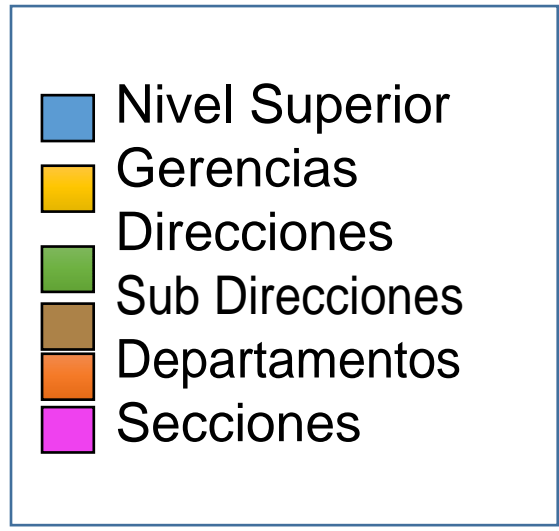 Nivel Superior
Gerencias
Direcciones
Sub Direcciones
Departamentos
Secciones